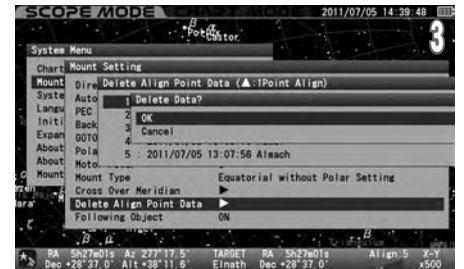 SCOPE MODE
2011/07/05 14:39:48
3
β
Castor
System Menu
Chart
Mount Setting
Mount
Dire
Delete Align Point Data (▲:1Point Align)
Syste
Auto
1
Delete Data?
Langu
PEC
2
OK
Initi
Back
3
Cancel
Expan
GOTO
4
About
Pola
5 : 2011/07/05 13:07:56 Almach
About
Moto
Mount
Mount Type
Equatorial without Polar Setting
Cross Over Meridian ▶
Delete Align Point Data ▶
Following Object
ON
RA 5h27m01s Az 277°17.5'
TARGET
RA 5h27m01s
Align:5
X-Y
Dec +28°37.0' Alt +38°11.6'
Elnath
Dec +28°37.0'
x500